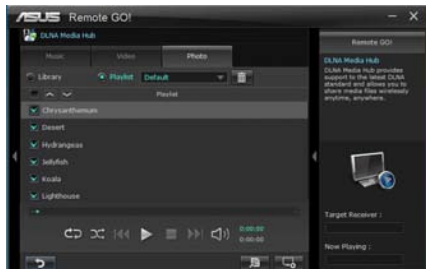 ASUS Remote GO!
DLNA Media Hub
Music Video Photo
Library Playlist Default
Playlist
Chrysanthemum
Desert
Hydrangeas
Jellyfish
Koala
Lighthouse
0:00:00
0:00:00
Remote GO!
DLNA Media Hub
DLNA Media Hub provides
support to the latest DLNA
standard and allows you to
share media files wirelessly
anytime, anywhere.
Target Receiver :
Now Playing :